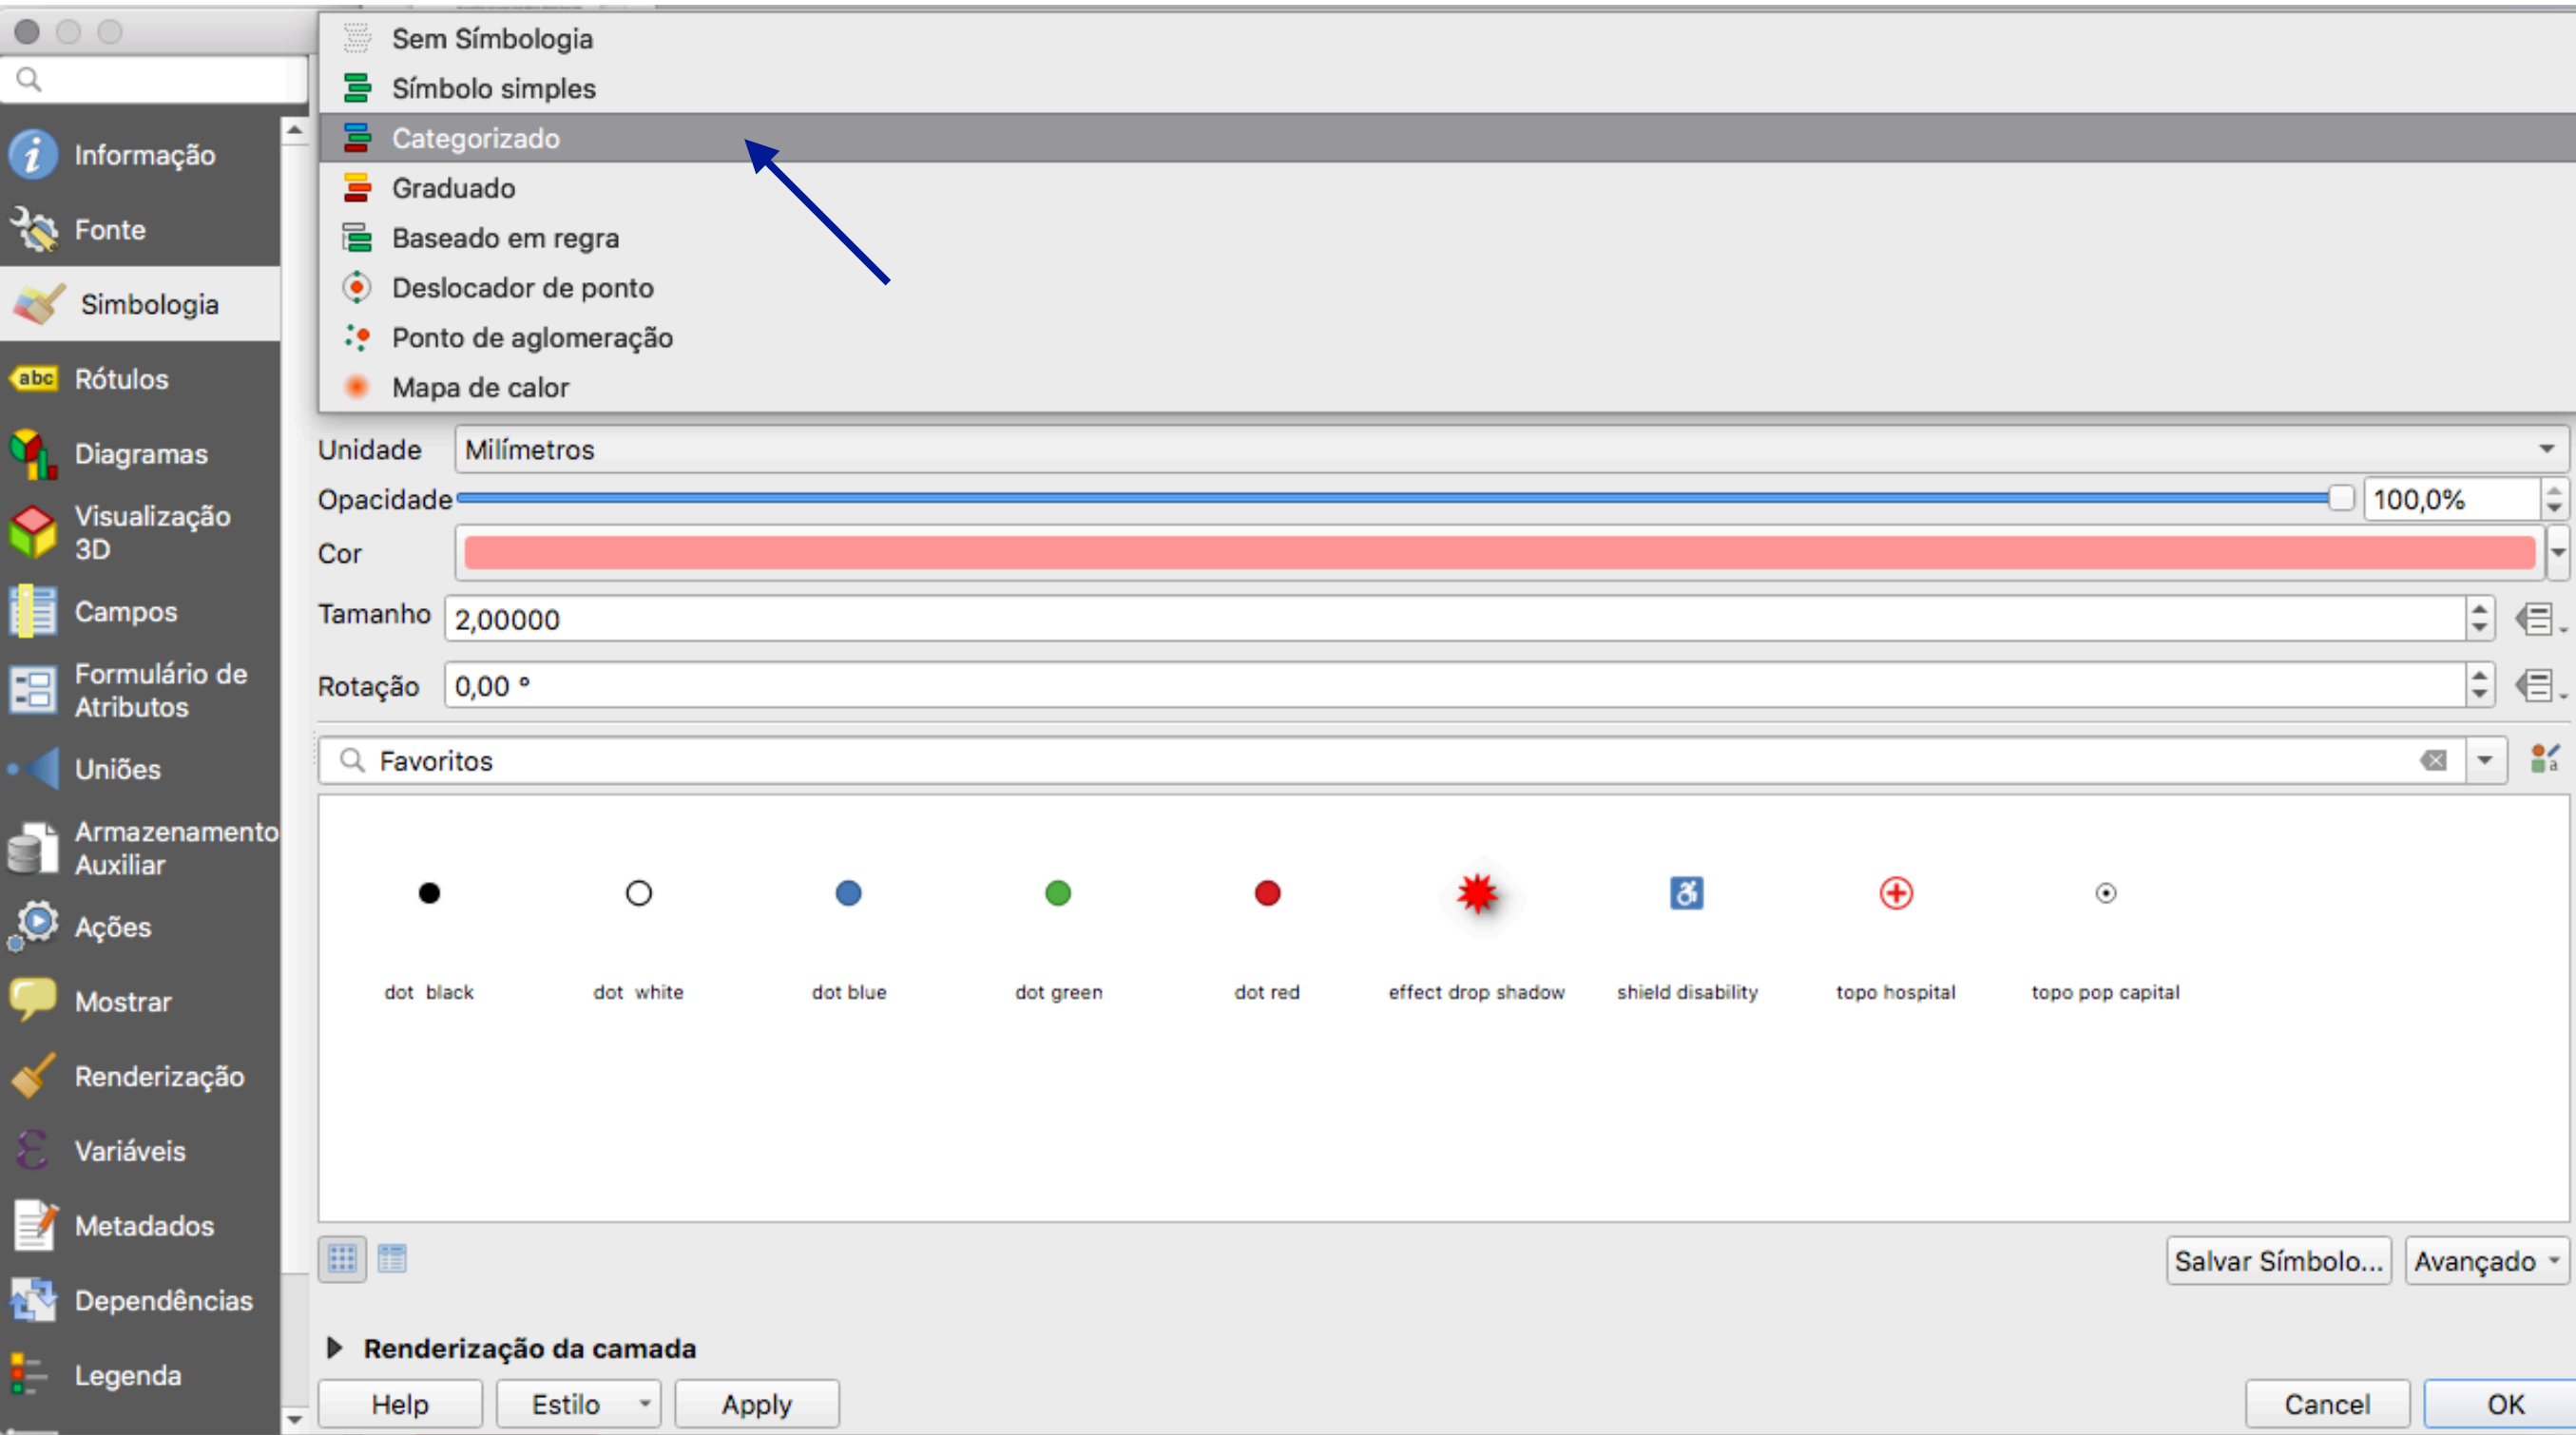 Informação
Fonte
Simbologia
abc Rótulos
Diagramas
Visualização
3D
Campos
Formulário de
Atributos
Uniões
Armazenamento
Auxiliar
Ações
Mostrar
Renderização
Variáveis
Metadados
Dependências
Legenda
Sem Símbologia
Símbolo simples
Categorizado
Graduado
Baseado em regra
Deslocador de ponto
Ponto de aglomeração
Mapa de calor
Unidade Milímetros
Opacidade 100,0%
Cor
Tamanho 2,00000
Rotação 0,00 °
Favoritos
dot black dot white dot blue dot green dot red effect drop shadow shield disability topo hospital topo pop capital
Salvar Símbolo... Avançado
Renderização da camada
Help Estilo Apply Cancel OK